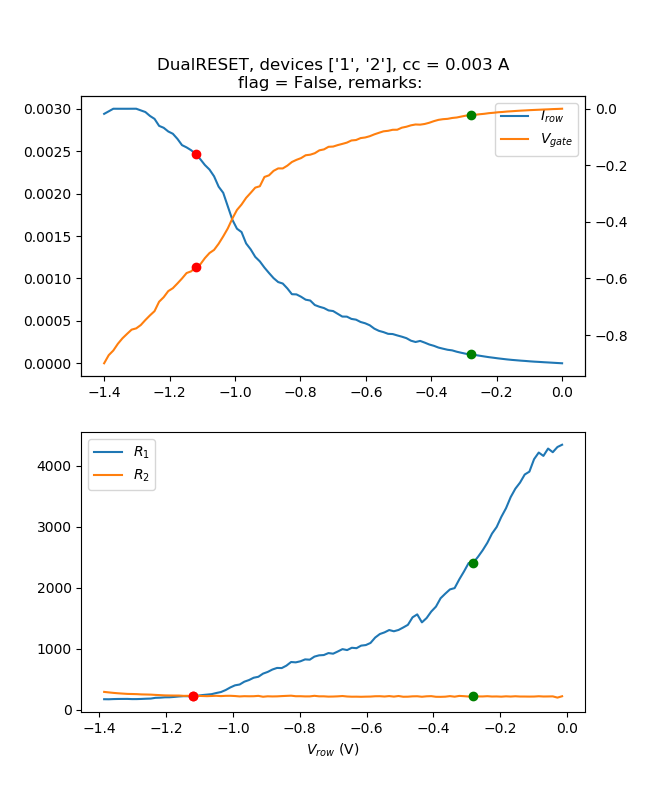 DualRESET, devices ['1', '2'], cc = 0.003 A
flag = False, remarks:
0.0030
0.0025
0.0020
0.0015
0.0010
0.0005
0.0000
0.0
−0.2
−0.4
−0.6
−0.8
I_row
V_gate
−1.4 −1.2 −1.0 −0.8 −0.6 −0.4 −0.2 0.0
R_1
R_2
4000
3000
2000
1000
0
−1.4 −1.2 −1.0 −0.8 −0.6 −0.4 −0.2 0.0
V_row (V)